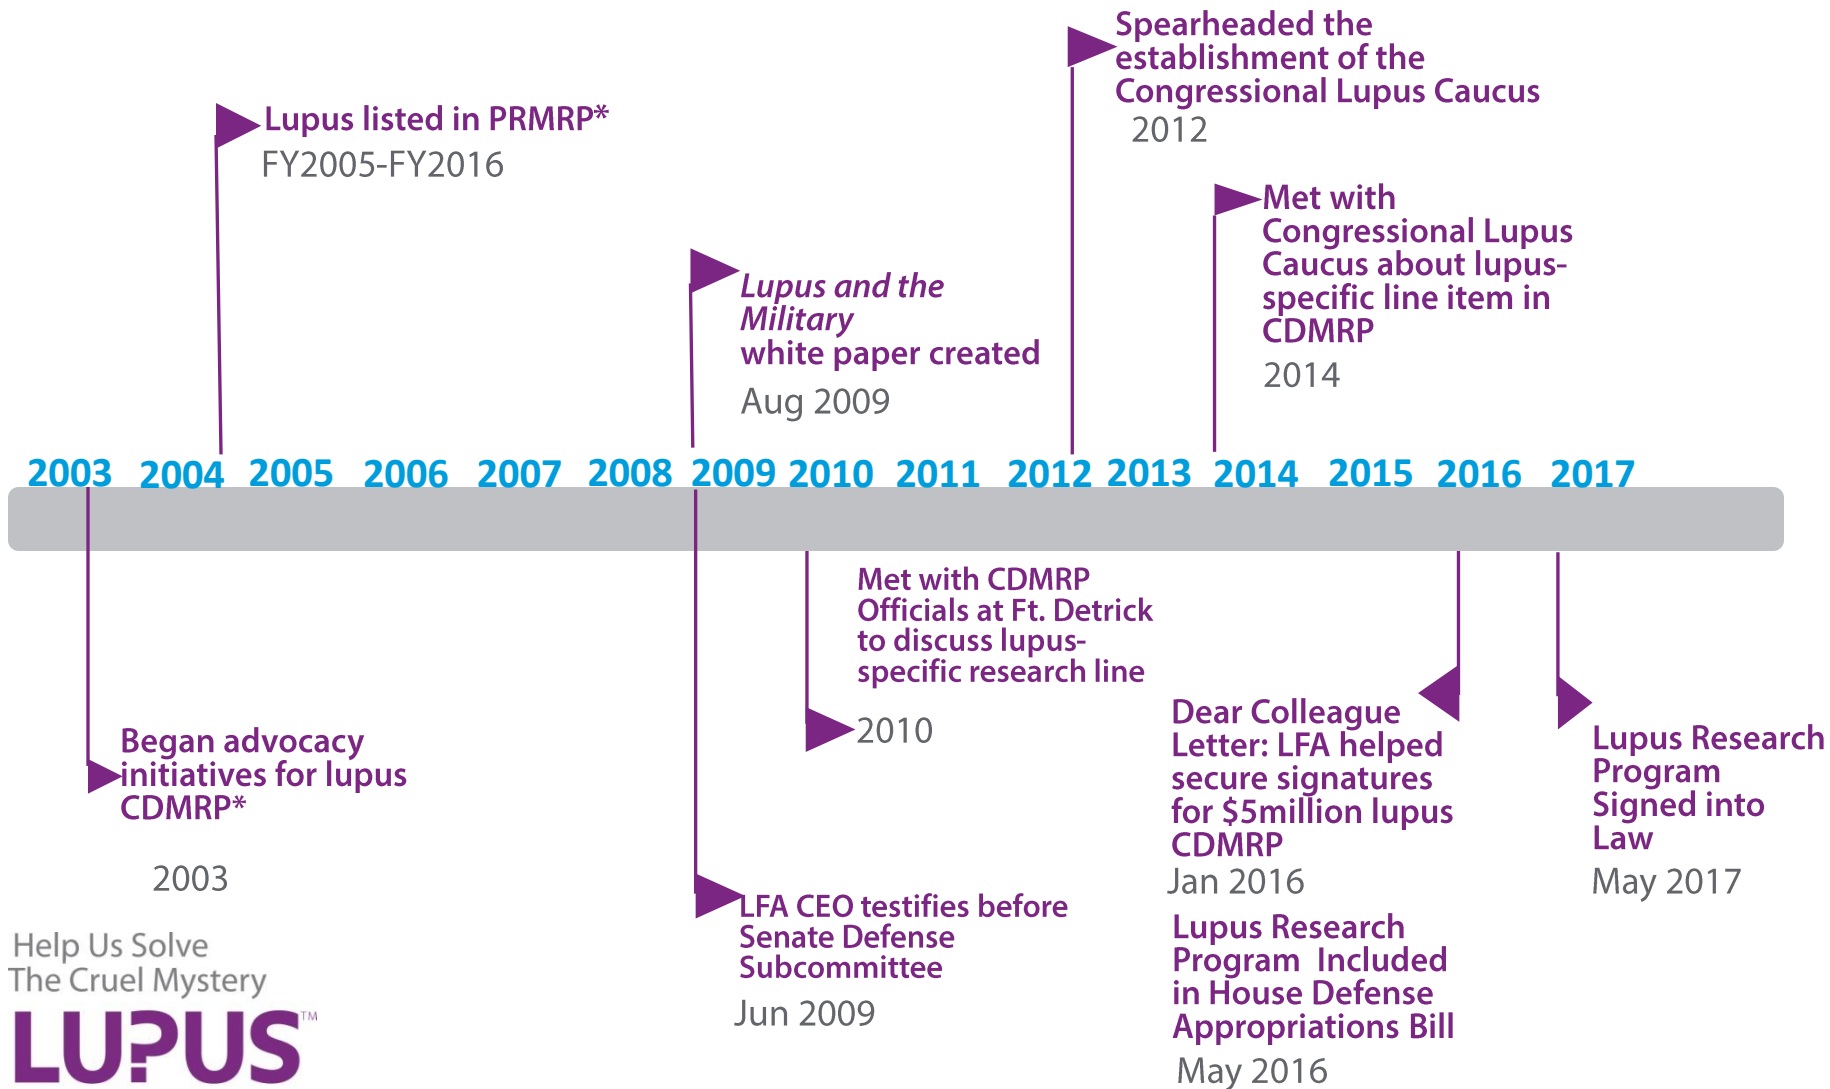 Spearheaded the
establishment of the
Congressional Lupus Caucus
2012
Lupus listed in PRMRP*
FY2005-FY2016
Met with
Congressional Lupus
Caucus about lupus-
specific line item in
CDMRP
2014
Lupus and the
Military
white paper created
Aug 2009
2003 2004 2005 2006 2007 2008 2009 2010 2011 2012 2013 2014 2015 2016 2017
Met with CDMRP
Officials at Ft. Detrick
to discuss lupus-
specific research line
2010
Began advocacy
initiatives for lupus
CDMRP*
2003
LFA CEO testifies before
Senate Defense
Subcommittee
Jun 2009
Dear Colleague
Letter: LFA helped
secure signatures
for $5million lupus
CDMRP
Jan 2016
Lupus Research
Program Included
in House Defense
Appropriations Bill
May 2016
Lupus Research
Program
Signed into
Law
May 2017
Help Us Solve
The Cruel Mystery
LUPUS™